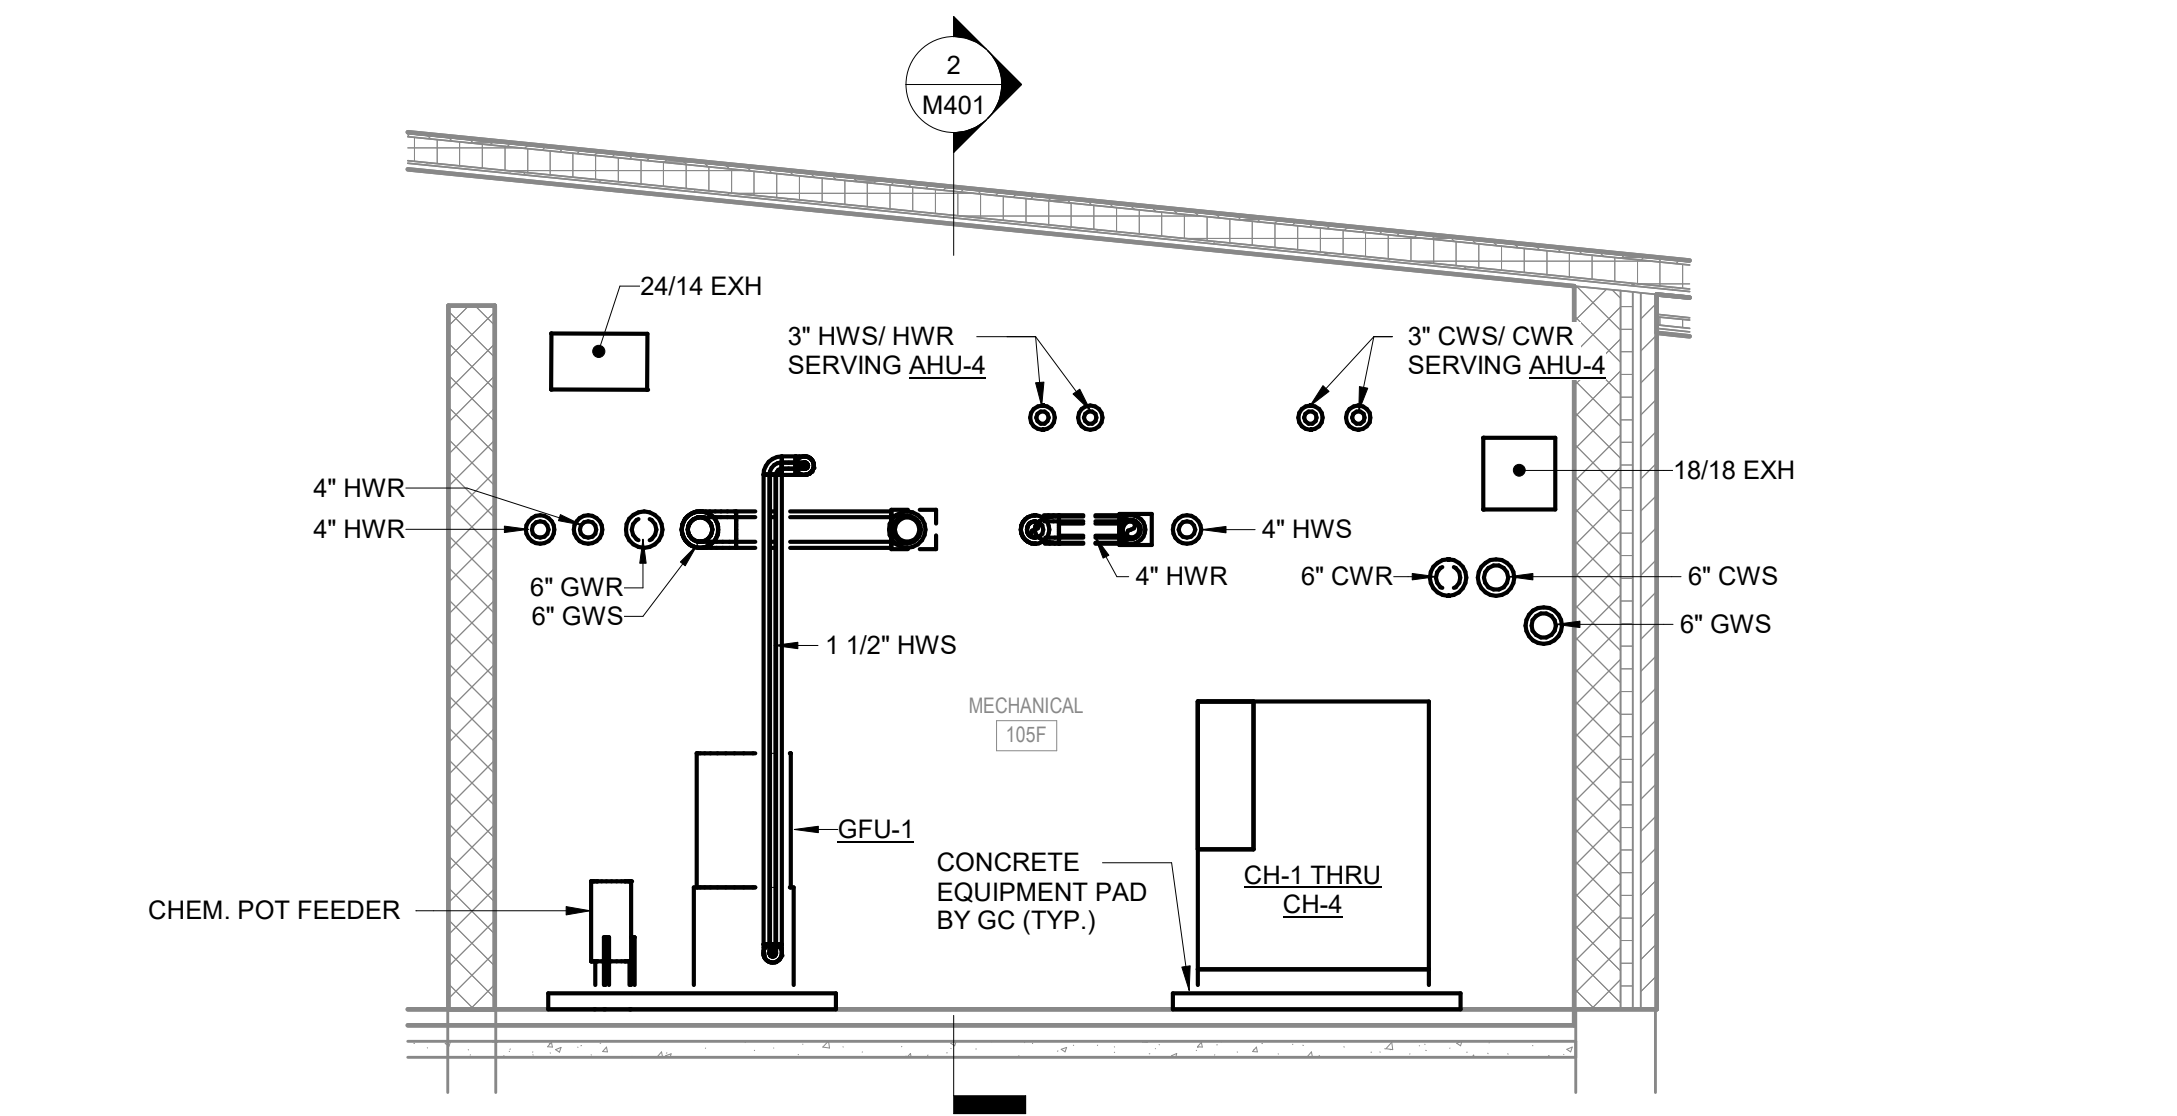 2
M401
24/14 EXH
3" HWS/ HWR
SERVING AHU-4
3" CWS/ CWR
SERVING AHU-4
18/18 EXH
4" HWR
4" HWR
4" HWS
4" HWR
6" CWR
6" CWS
6" GWR
6" GWS
6" GWS
1 1/2" HWS
MECHANICAL
105F
GFU-1
CONCRETE
EQUIPMENT PAD
BY GC (TYP.)
CH-1 THRU
CH-4
CHEM. POT FEEDER